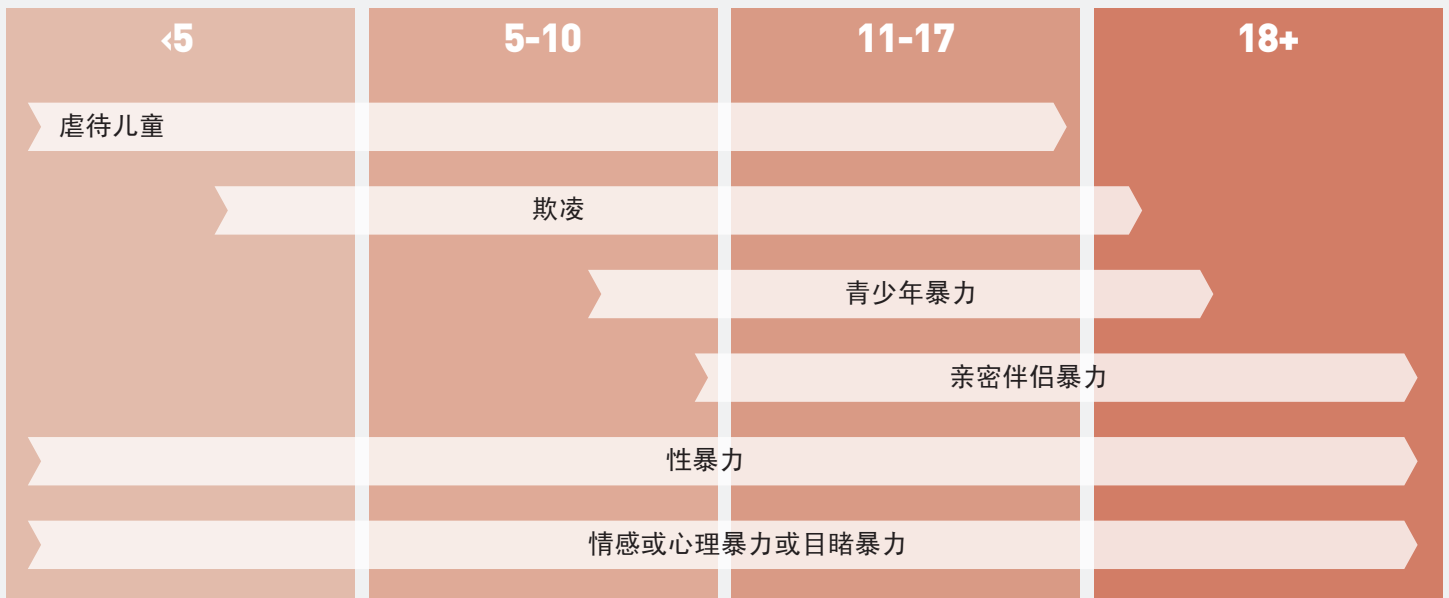 <5
5-10
11-17
18+
虐待儿童
欺凌
青少年暴力
亲密伴侣暴力
性暴力
情感或心理暴力或目睹暴力